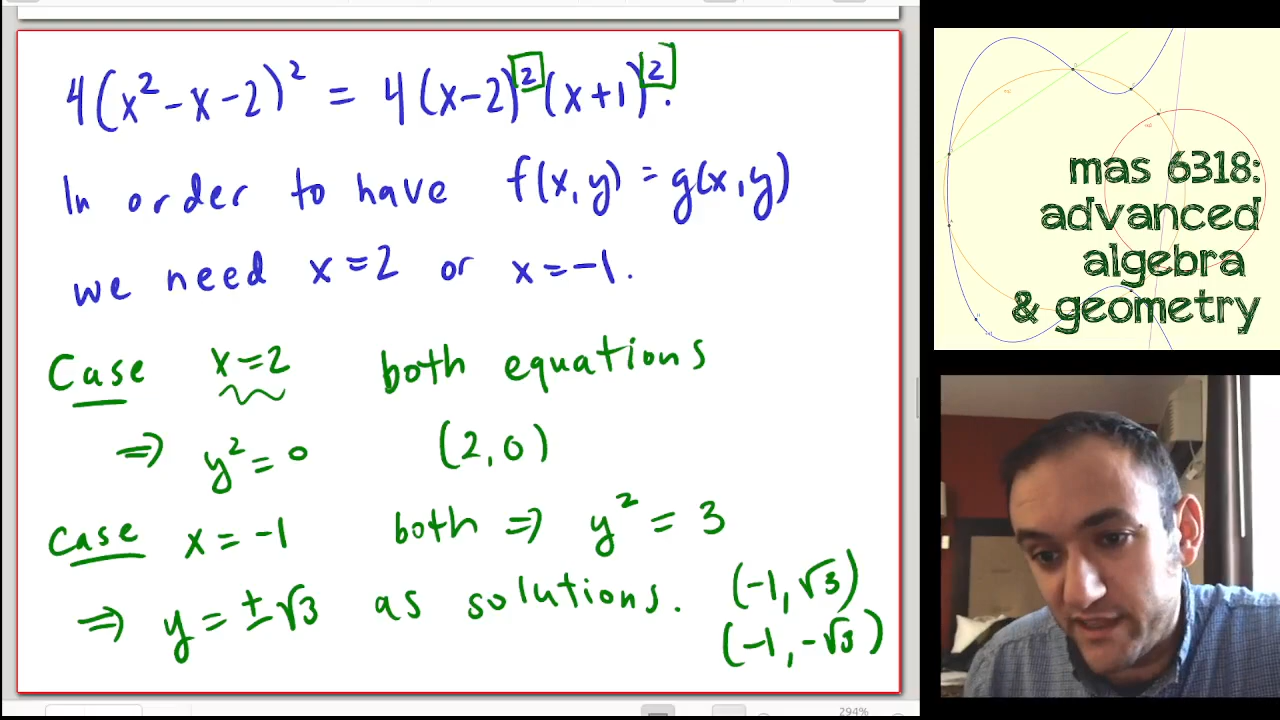 4(x²-x-2)² = 4(x-2)²(x+1)².
In order to have f(x,y) = g(x,y)
we need x=2 or x=-1.
Case x=2 both equations
⇒ y² = 0 (2,0)
Case x = -1 both ⇒ y² = 3
⇒ y = ±√3 as solutions. (-1, √3)
(-1, -√3)
294%
mas 6318:
advanced
algebra
& geometry